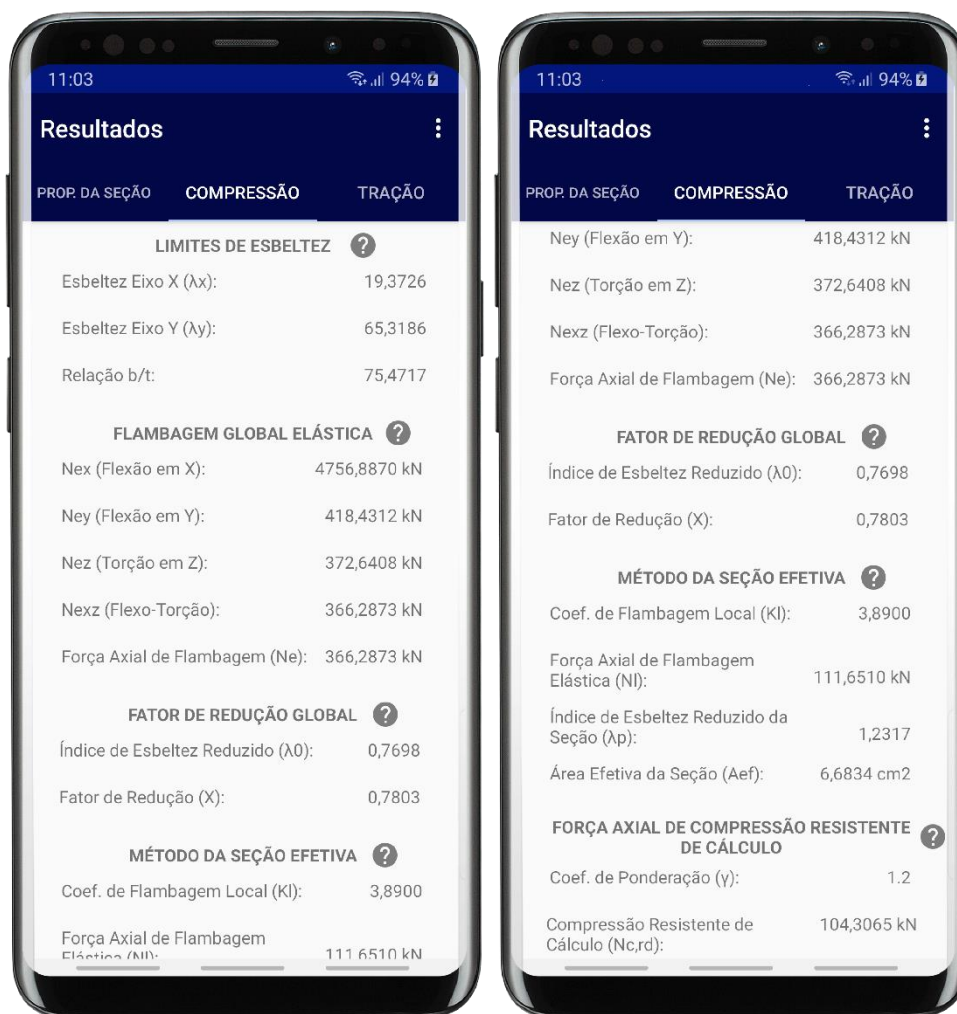 11:03
94%
Resultados
PROP. DA SEÇÃO COMPRESSÃO TRAÇÃO
LIMITES DE ESBELTEZ ?
Esbeltez Eixo X (λx): 19,3726
Esbeltez Eixo Y (λy): 65,3186
Relação b/t: 75,4717
FLAMBAGEM GLOBAL ELÁSTICA ?
Nex (Flexão em X): 4756,8870 kN
Ney (Flexão em Y): 418,4312 kN
Nez (Torção em Z): 372,6408 kN
Nexz (Flexo-Torção): 366,2873 kN
Força Axial de Flambagem (Ne): 366,2873 kN
FATOR DE REDUÇÃO GLOBAL ?
Índice de Esbeltez Reduzido (λ0): 0,7698
Fator de Redução (X): 0,7803
MÉTODO DA SEÇÃO EFETIVA ?
Coef. de Flambagem Local (Kl): 3,8900
Força Axial de Flambagem
Elástica (Nl): 111,6510 kN
11:03
94%
Resultados
PROP. DA SEÇÃO COMPRESSÃO TRAÇÃO
Ney (Flexão em Y): 418,4312 kN
Nez (Torção em Z): 372,6408 kN
Nexz (Flexo-Torção): 366,2873 kN
Força Axial de Flambagem (Ne): 366,2873 kN
FATOR DE REDUÇÃO GLOBAL ?
Índice de Esbeltez Reduzido (λ0): 0,7698
Fator de Redução (X): 0,7803
MÉTODO DA SEÇÃO EFETIVA ?
Coef. de Flambagem Local (Kl): 3,8900
Força Axial de Flambagem
Elástica (Nl): 111,6510 kN
Índice de Esbeltez Reduzido da
Seção (λp): 1,2317
Área Efetiva da Seção (Aef): 6,6834 cm2
FORÇA AXIAL DE COMPRESSÃO RESISTENTE ?
DE CÁLCULO
Coef. de Ponderação (γ): 1.2
Compressão Resistente de 104,3065 kN
Cálculo (Nc,rd):